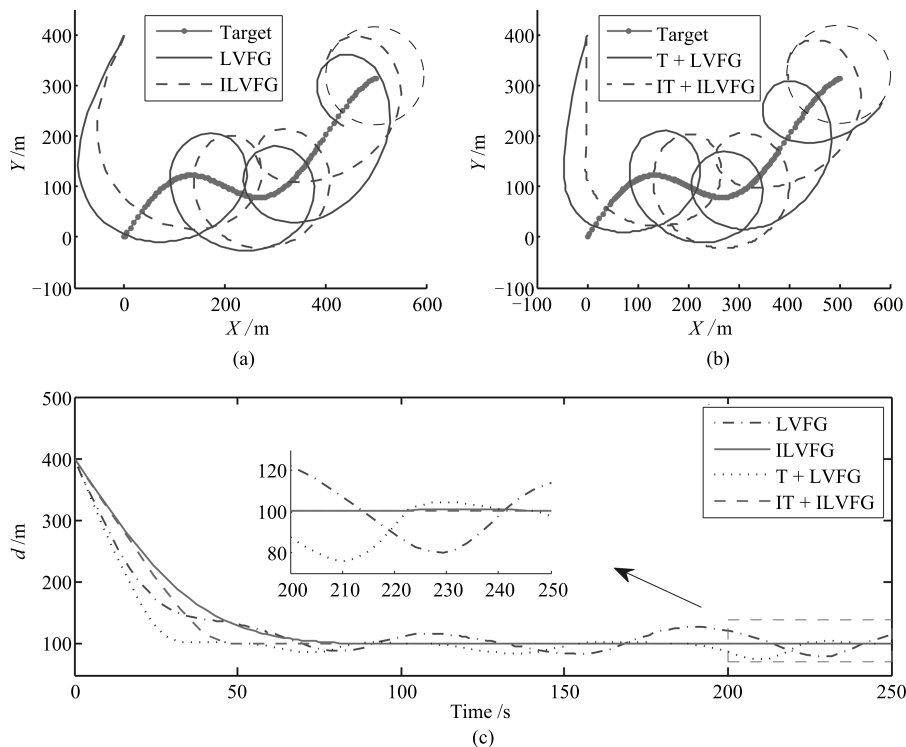 400
300
200
100
0
−100
Y /m
Target
LVFG
ILVFG
0 200 400 600
X /m
(a)
400
300
200
100
0
−100
Y /m
Target
T + LVFG
IT + ILVFG
−100 0 100 200 300 400 500 600
X /m
(b)
500
400
300
200
100
0
d /m
LVFG
ILVFG
T + LVFG
IT + ILVFG
120
100
80
200 210 220 230 240 250
0 50 100 150 200 250
Time /s
(c)